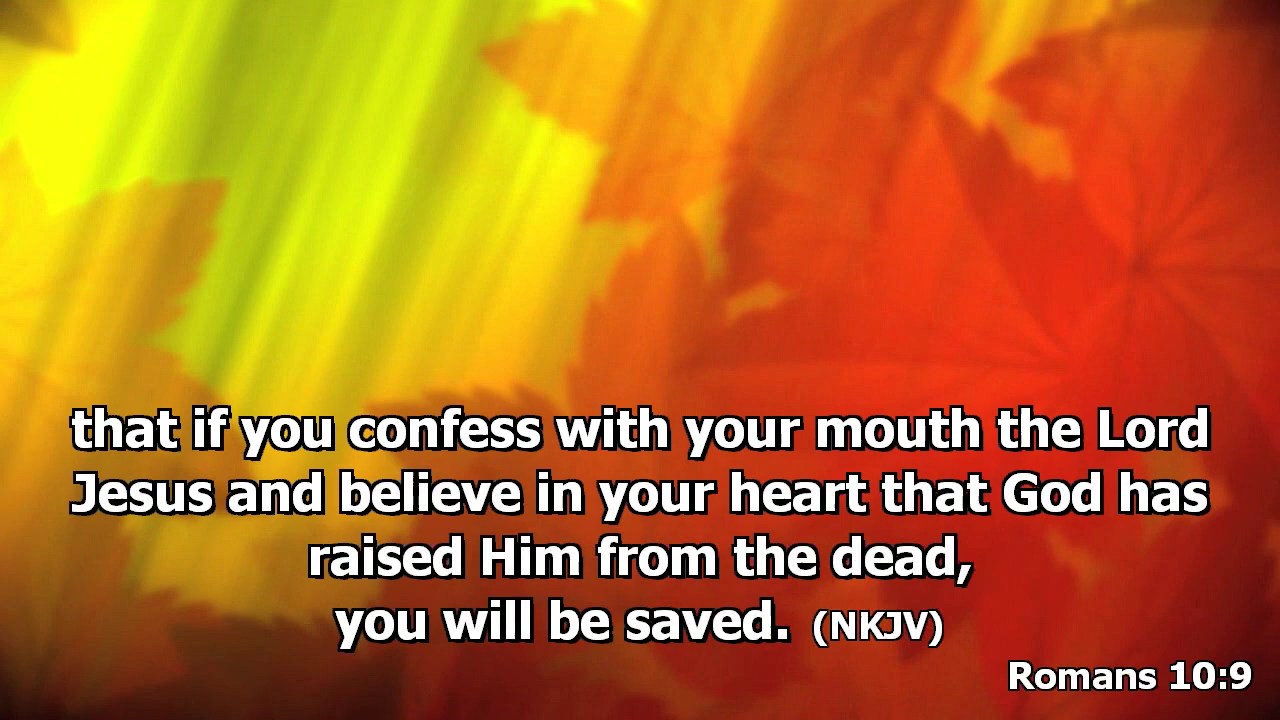 that if you confess with your mouth the Lord
Jesus and believe in your heart that God has
raised Him from the dead,
you will be saved. (NKJV)
Romans 10:9